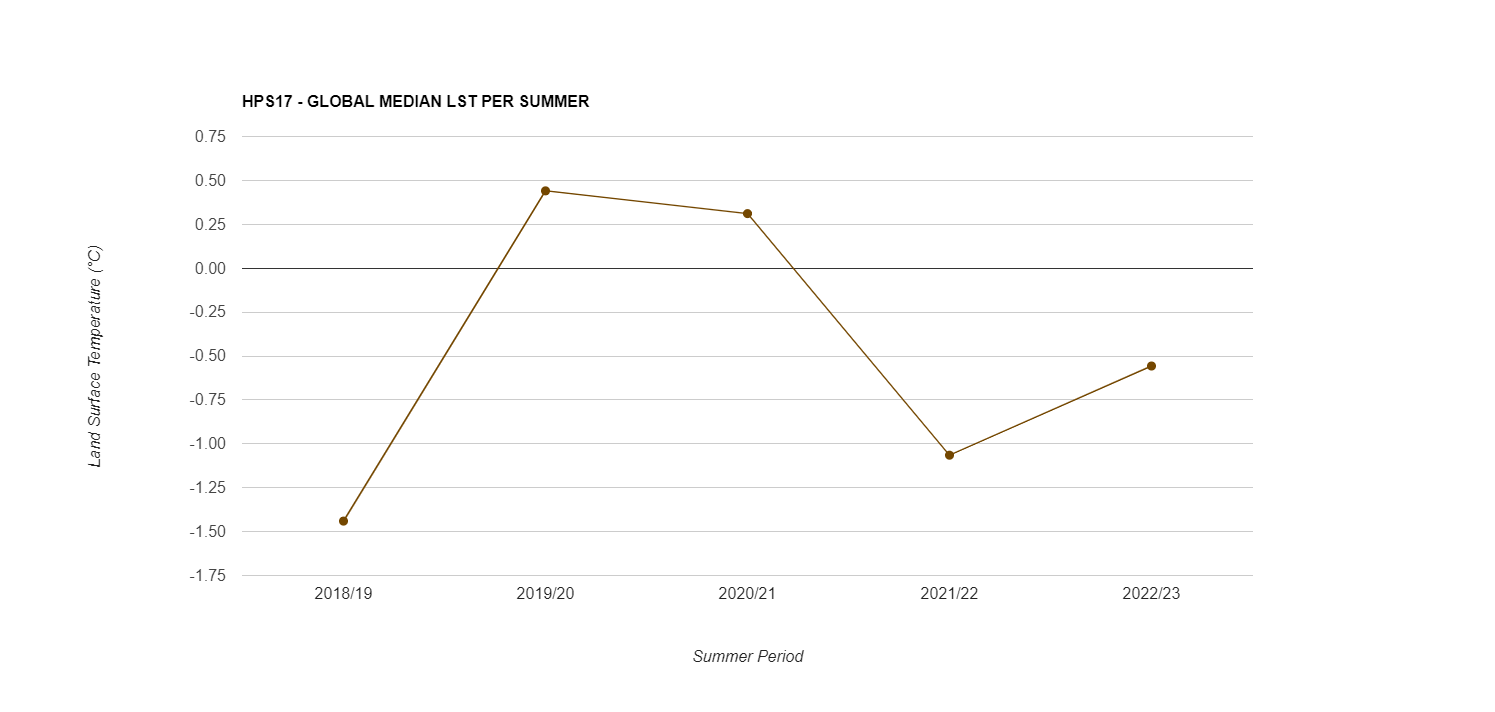 HPS17 - GLOBAL MEDIAN LST PER SUMMER
0.75
0.50
0.25
0.00
-0.25
-0.50
-0.75
-1.00
-1.25
-1.50
-1.75
Land Surface Temperature (°C)
2018/19 2019/20 2020/21 2021/22 2022/23
Summer Period